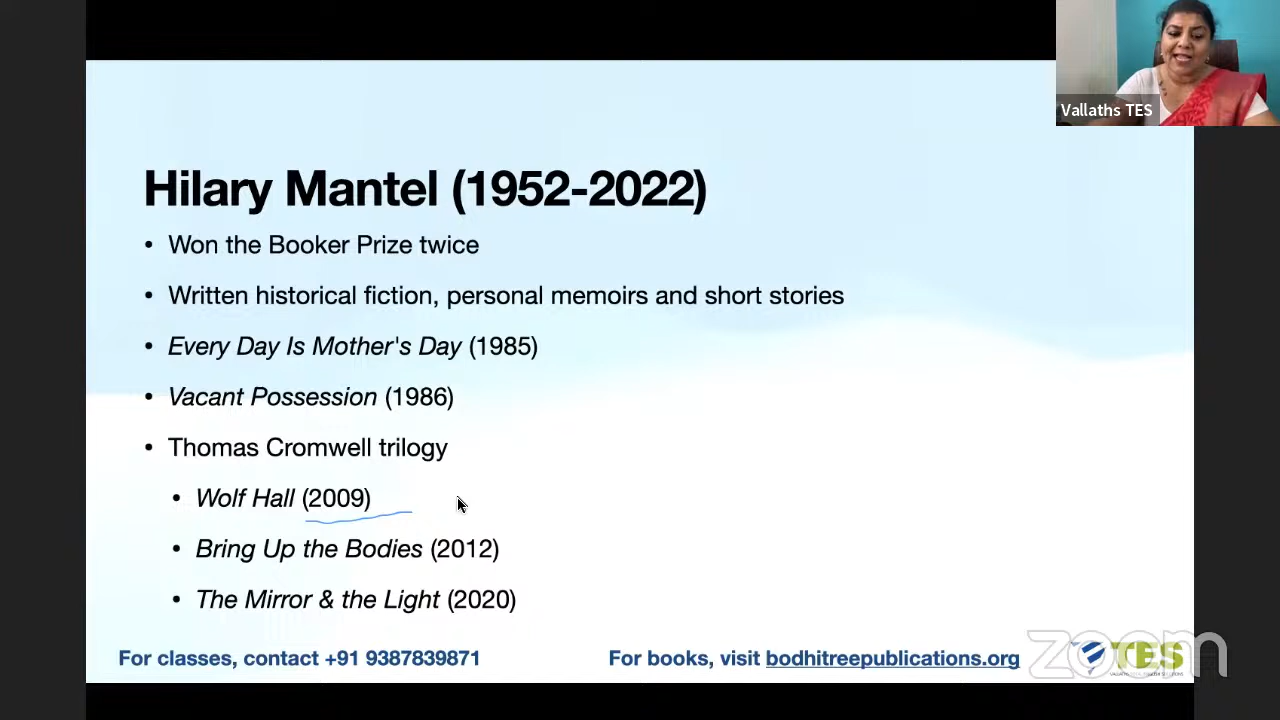 Vallaths TES
Hilary Mantel (1952-2022)
• Won the Booker Prize twice
• Written historical fiction, personal memoirs and short stories
• Every Day Is Mother's Day (1985)
• Vacant Possession (1986)
• Thomas Cromwell trilogy
• Wolf Hall (2009)
• Bring Up the Bodies (2012)
• The Mirror & the Light (2020)
For classes, contact +91 9387839871
For books, visit bodhitreepublications.org
zoom
TES